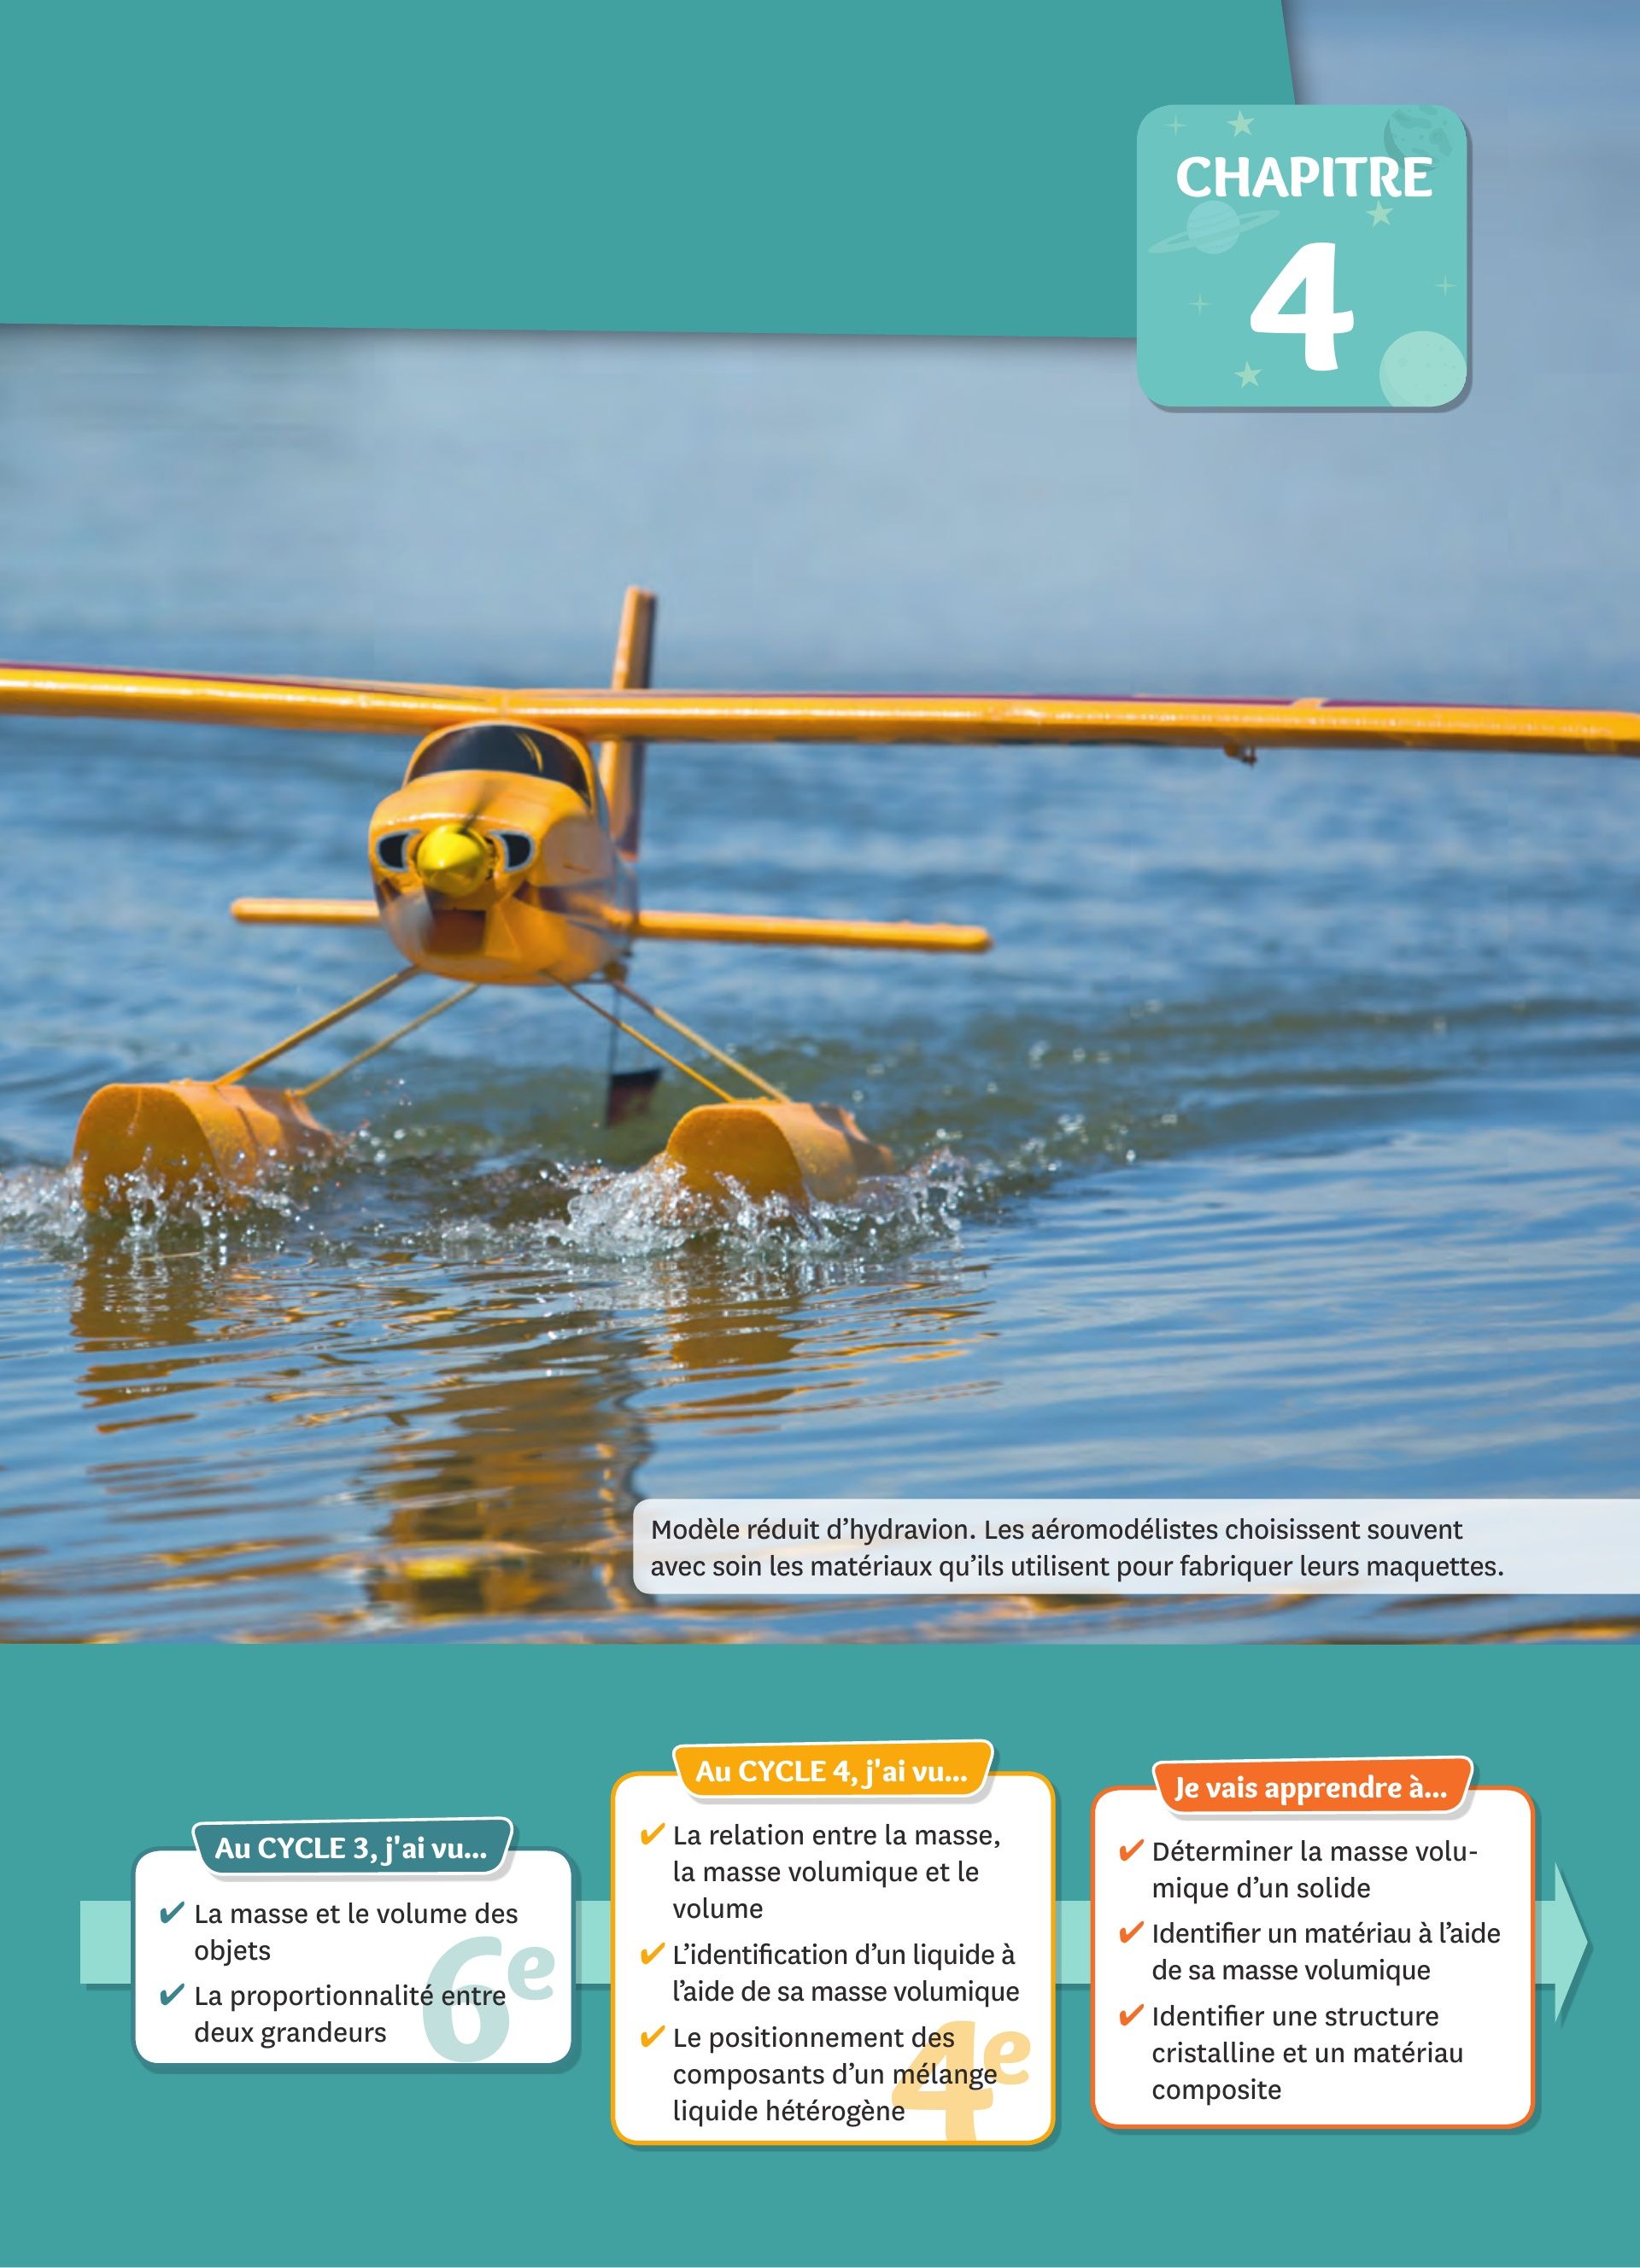 CHAPITRE
4
Modèle réduit d’hydravion. Les aéromodélistes choisissent souvent
avec soin les matériaux qu’ils utilisent pour fabriquer leurs maquettes.
Au CYCLE 3, j'ai vu...
✔ La masse et le volume des
objets
✔ La proportionnalité entre
deux grandeurs
6e
Au CYCLE 4, j'ai vu...
✔ La relation entre la masse,
la masse volumique et le
volume
✔ L’identification d’un liquide à
l’aide de sa masse volumique
✔ Le positionnement des
composants d’un mélange
liquide hétérogène
4e
Je vais apprendre à...
✔ Déterminer la masse volu-
mique d’un solide
✔ Identifier un matériau à l’aide
de sa masse volumique
✔ Identifier une structure
cristalline et un matériau
composite